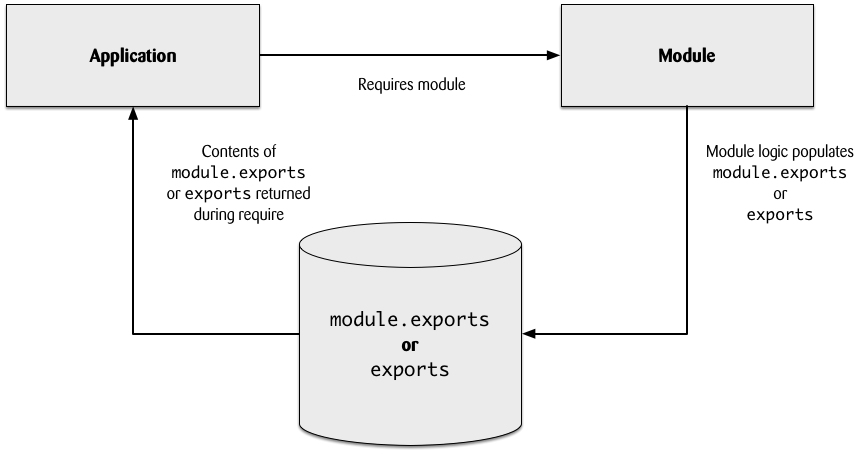 Application
Module
Requires module
Contents of
module.exports
or exports returned
during require
Module logic populates
module.exports
or
exports
module.exports
or
exports